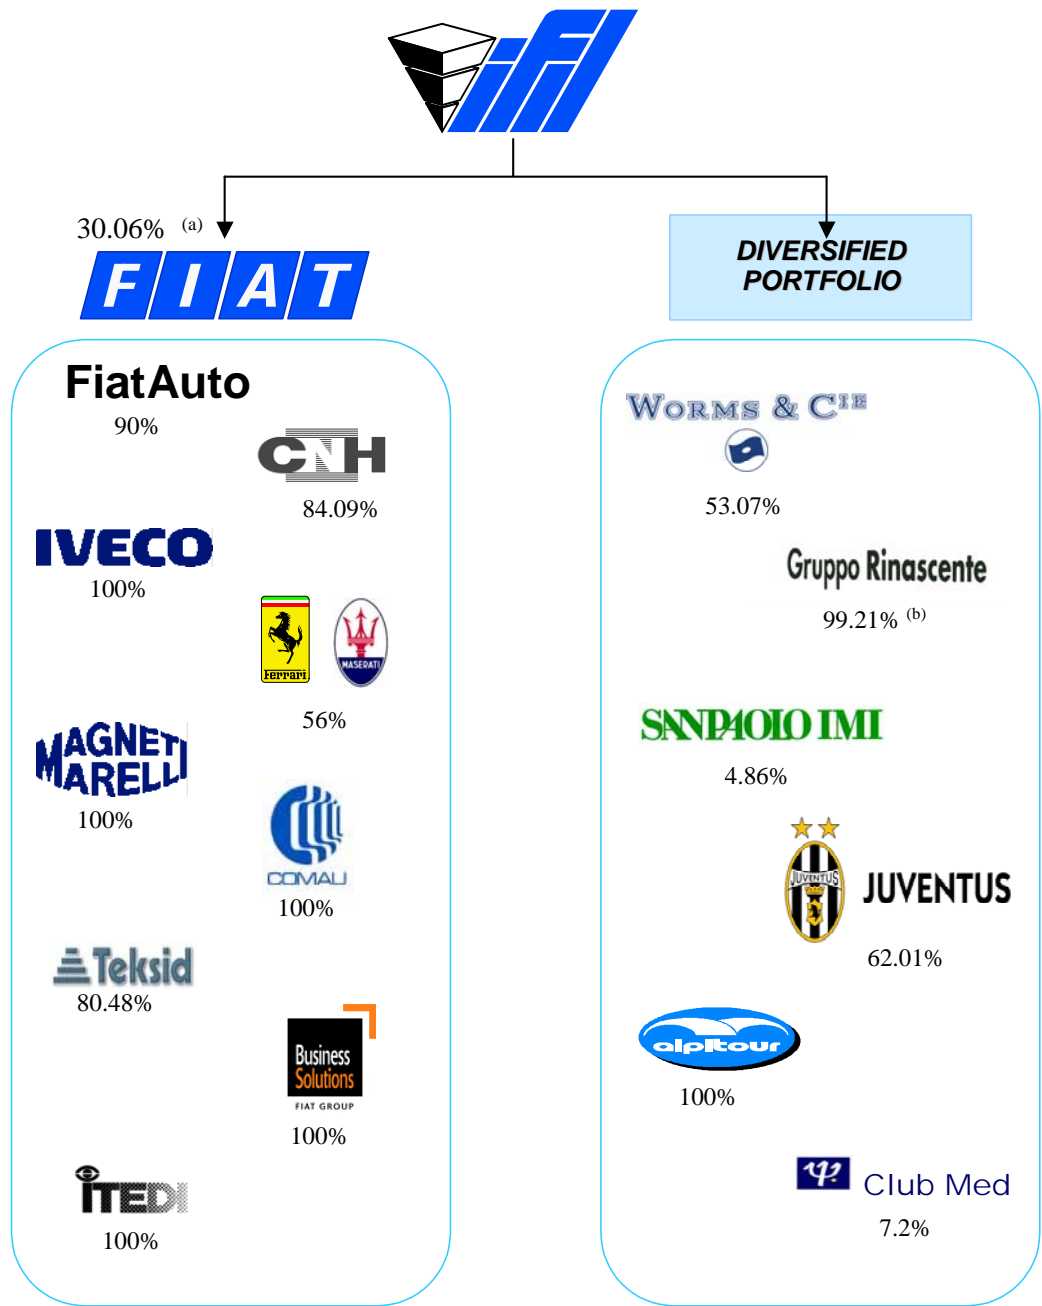 ifil
30.06% (a)
FIAT
DIVERSIFIED
PORTFOLIO
FiatAuto
90%
CNH
84.09%
IVECO
100%
Ferrari
MASERATI
56%
MAGNETI
MARELLI
100%
COMAU
100%
Teksid
80.48%
Business
Solutions
FIAT GROUP
100%
ITEDI
100%
WORMS & CIE
53.07%
Gruppo Rinascente
99.21% (b)
SANPAOLO IMI
4.86%
JUVENTUS
JUVENTUS
62.01%
alpitour
100%
Club Med
7.2%